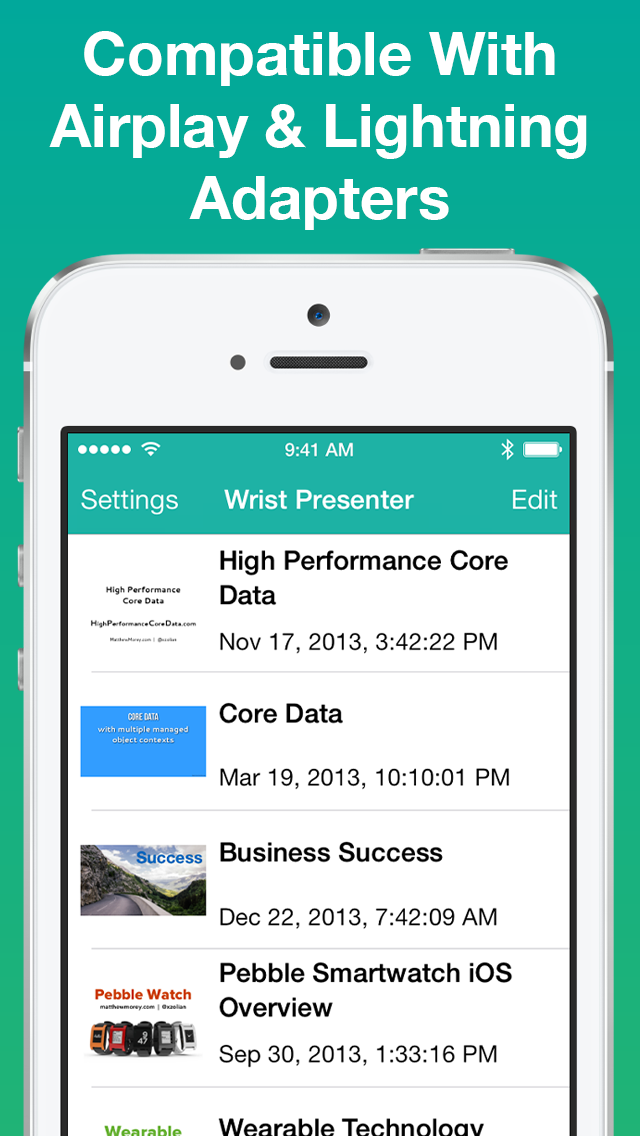 Compatible With
Airplay & Lightning
Adapters
9:41 AM
Settings
Wrist Presenter
Edit
High Performance
Core Data
HighPerformanceCoreData.com
MatthewMorey.com | @xzolian
High Performance Core
Data
Nov 17, 2013, 3:42:22 PM
CORE DATA
with multiple managed
object contexts
Core Data
Mar 19, 2013, 10:10:01 PM
Success
Business Success
Dec 22, 2013, 7:42:09 AM
Pebble Watch
matthewmorey.com | @xzolian
Pebble Smartwatch iOS
Overview
Sep 30, 2013, 1:33:16 PM
Wearable
Wearable Technology